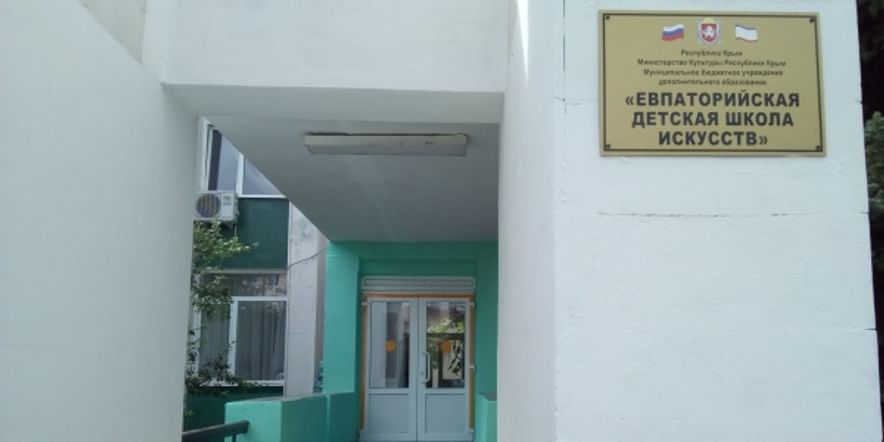 Республика Крым
Министерство Культуры Республики Крым
Муниципальное бюджетное учреждение
дополнительного образования
«ЕВПАТОРИЙСКАЯ
ДЕТСКАЯ ШКОЛА
ИСКУССТВ»